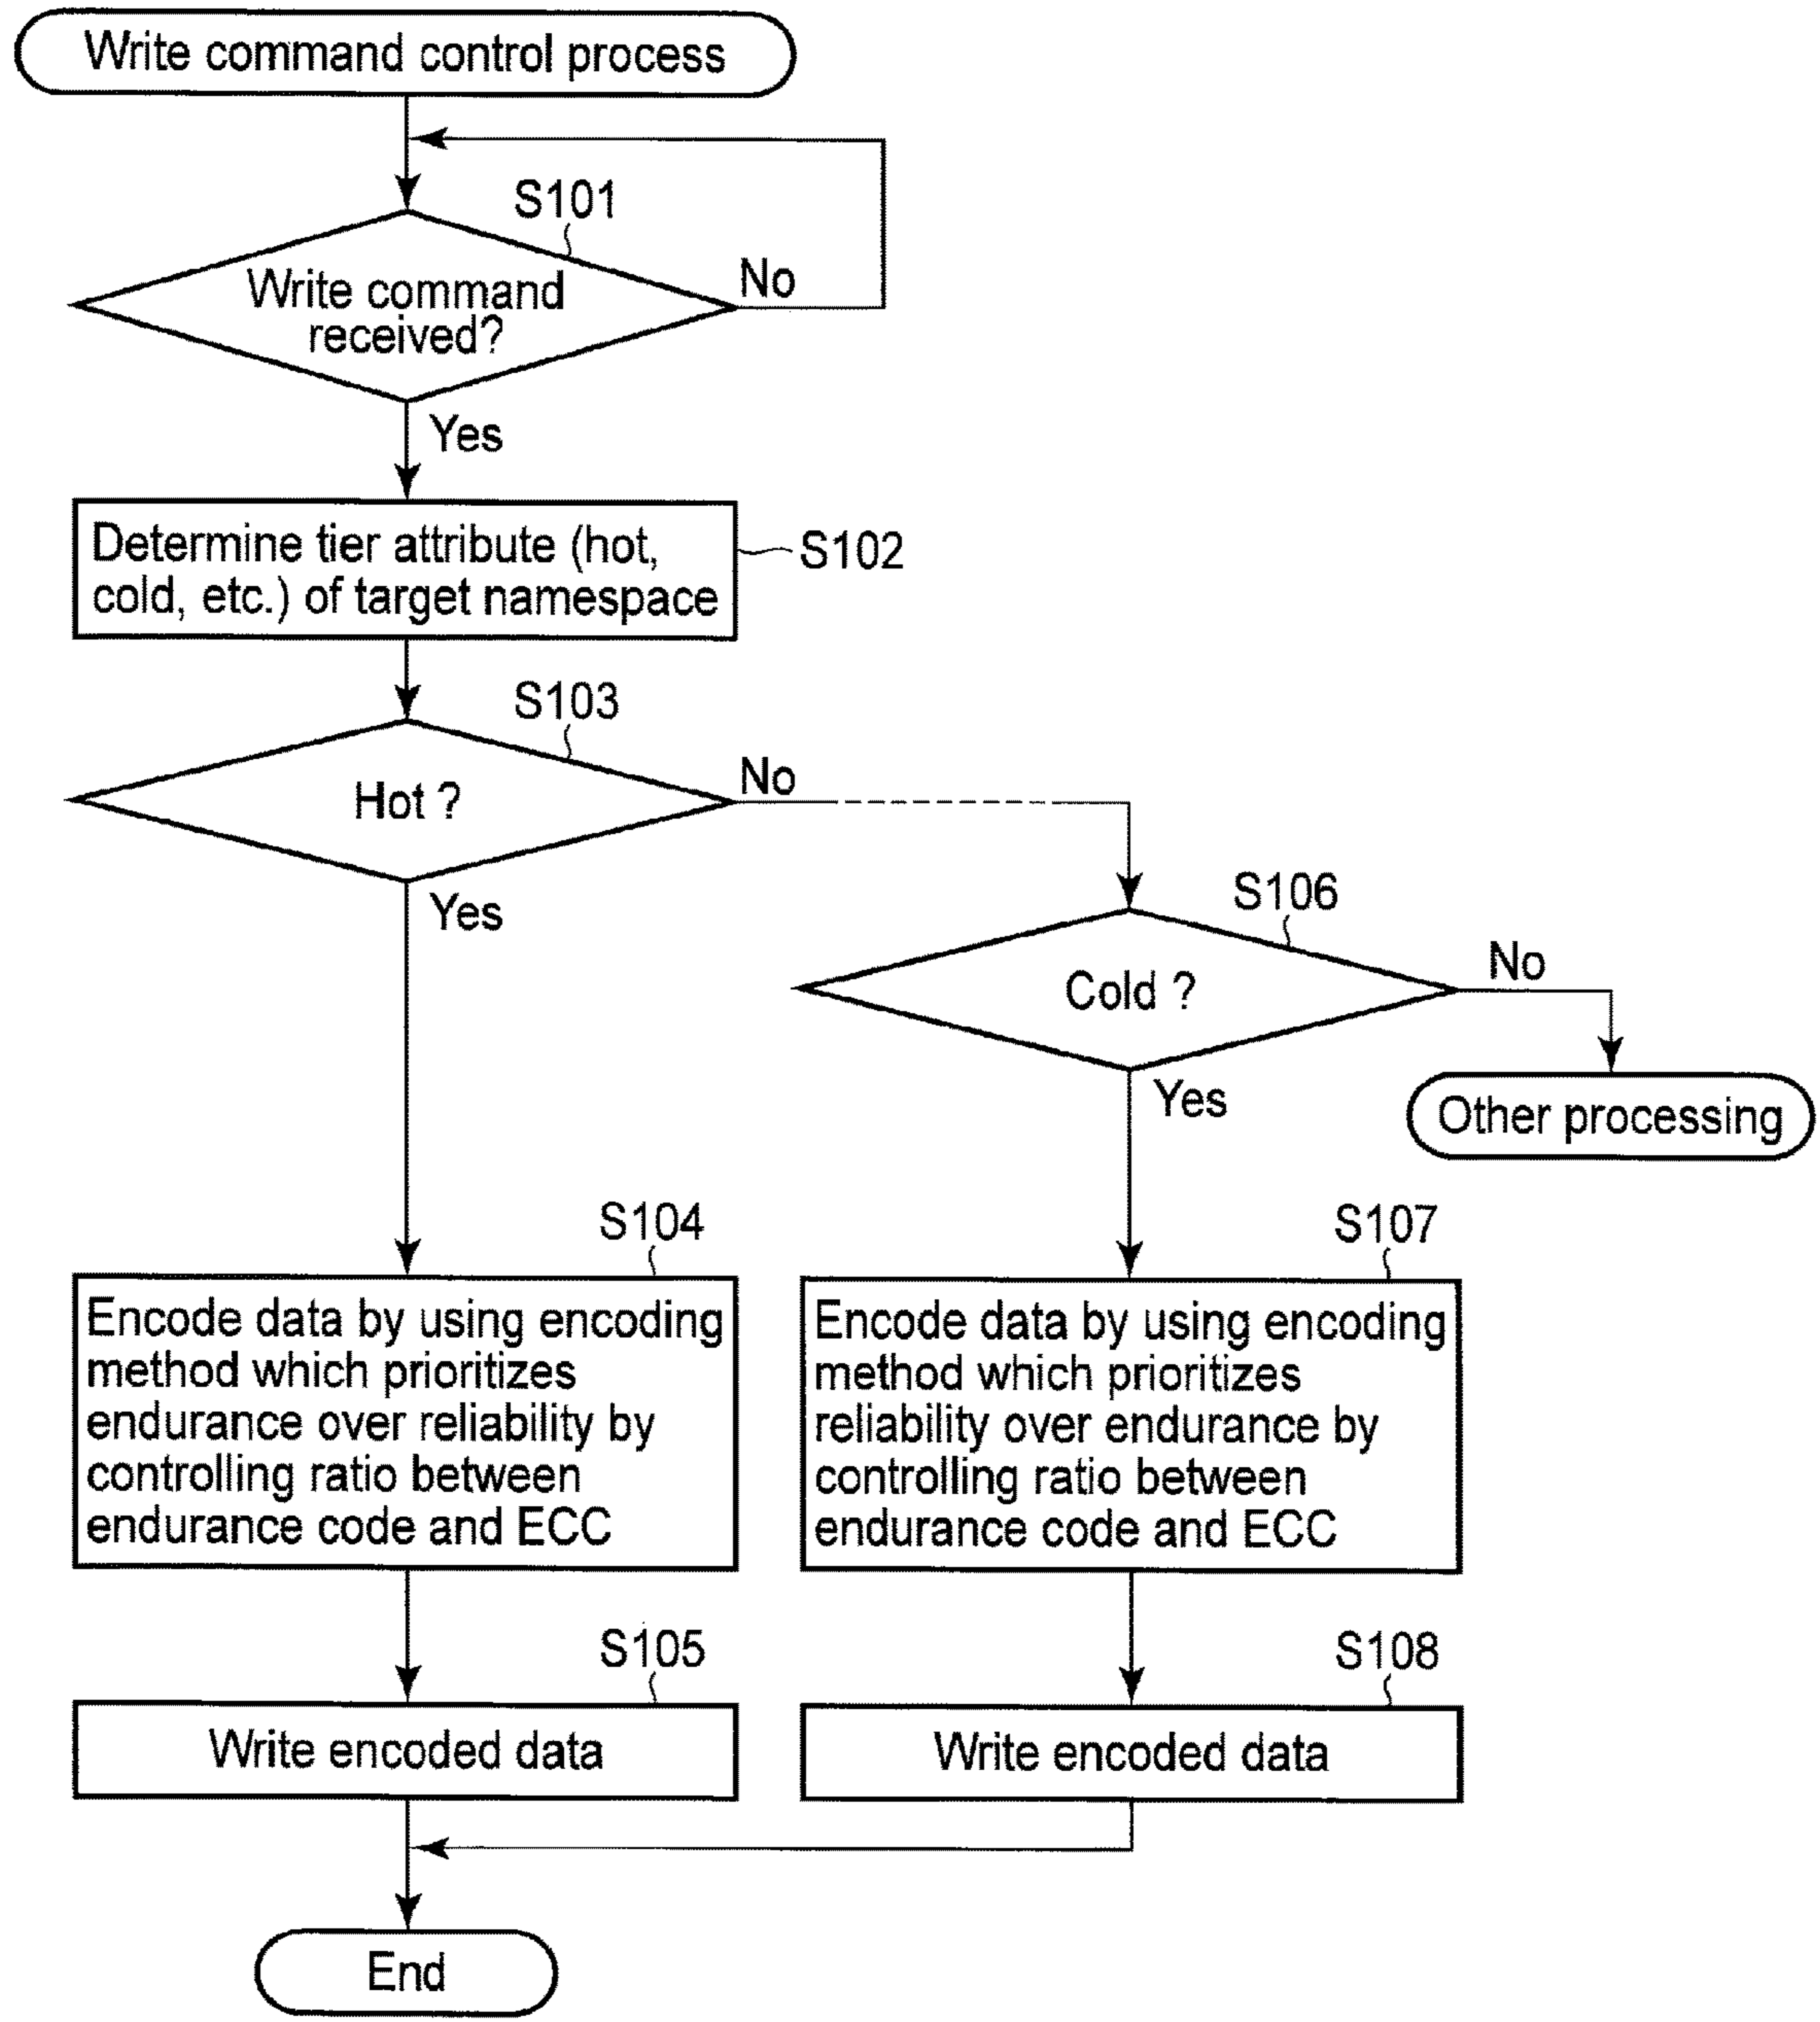 Write command control process
S101
Write command
received?
No
Yes
Determine tier attribute (hot,
cold, etc.) of target namespace
S102
S103
Hot ?
No
Yes
S106
Cold ?
No
Yes
Other processing
S104
Encode data by using encoding
method which prioritizes
endurance over reliability by
controlling ratio between
endurance code and ECC
S107
Encode data by using encoding
method which prioritizes
reliability over endurance by
controlling ratio between
endurance code and ECC
S105
Write encoded data
S108
Write encoded data
End